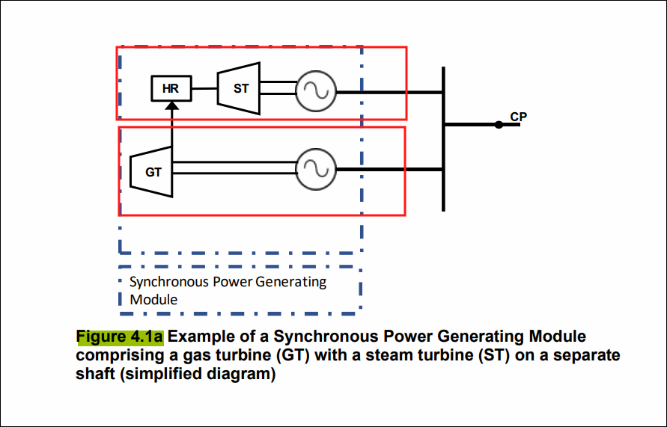 HR
ST
CP
GT
Synchronous Power Generating
Module
Figure 4.1a Example of a Synchronous Power Generating Module
comprising a gas turbine (GT) with a steam turbine (ST) on a separate
shaft (simplified diagram)